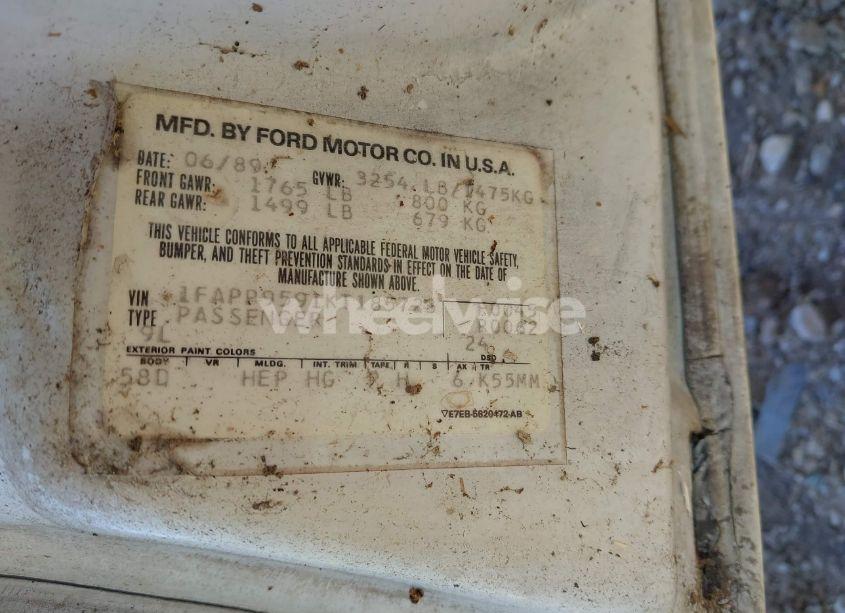 MFD. BY FORD MOTOR CO. IN U.S.A.
DATE: 06/89 GVWR: 3254 LB/1475KG
FRONT GAWR: 1765 LB 800 KG
REAR GAWR: 1499 LB 679 KG
THIS VEHICLE CONFORMS TO ALL APPLICABLE FEDERAL MOTOR VEHICLE SAFETY,
BUMPER, AND THEFT PREVENTION STANDARDS IN EFFECT ON THE DATE OF
MANUFACTURE SHOWN ABOVE.
VIN
TYPE PASSENGER
wheelwise
9L 24
EXTERIOR PAINT COLORS DSO
BODY VR MLDG. INT. TRIM TAPE R S AX TR
58D HEP HG H 6 K55MM
E7EB-5820472-AB